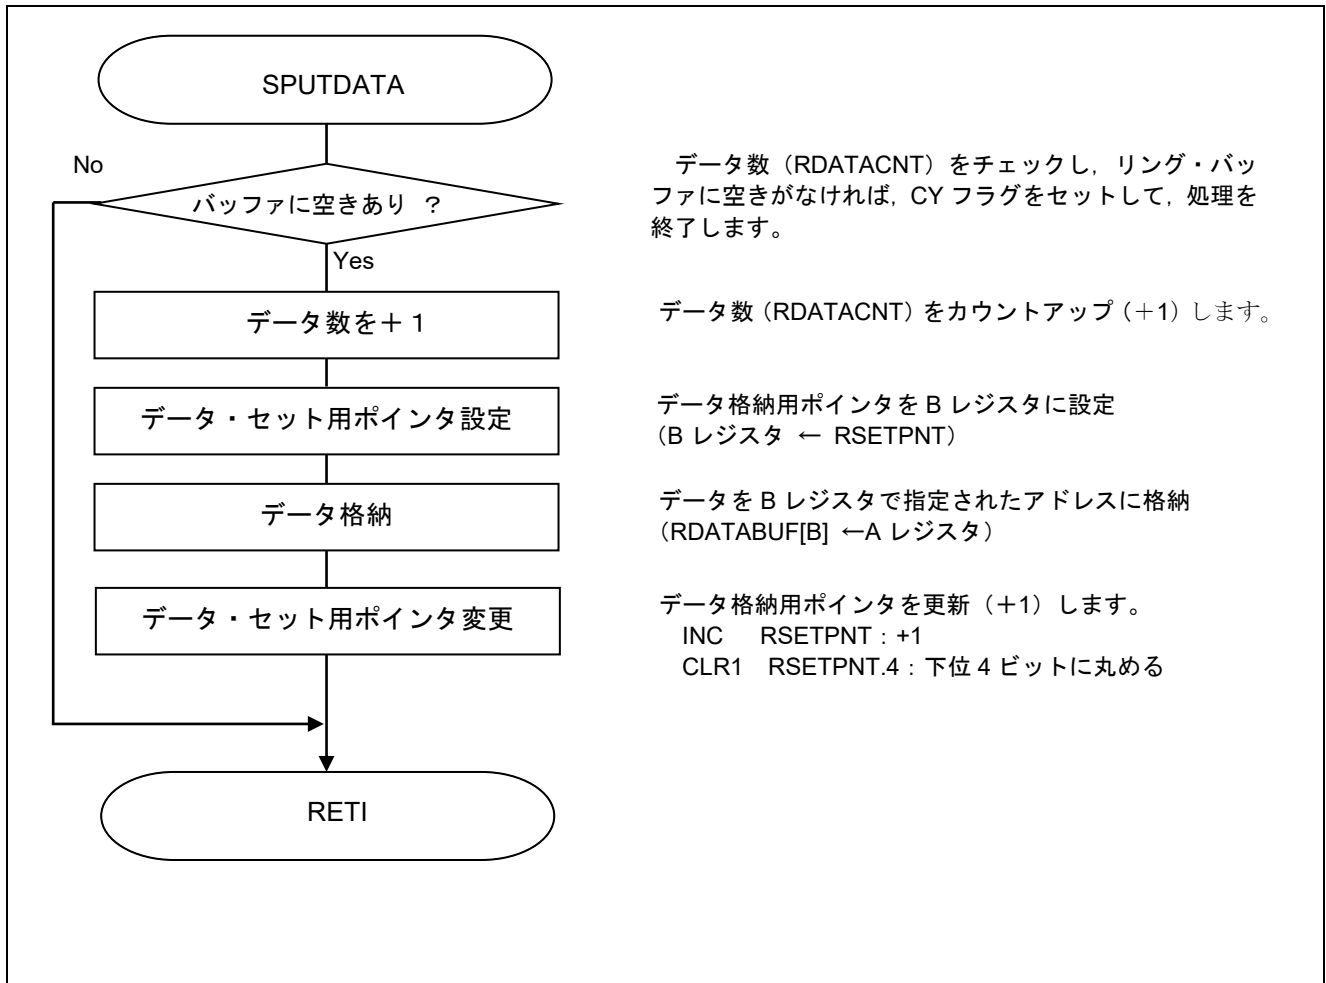 SPUTDATA
No
バッファに空きあり ?
Yes
データ数（RDATACNT）をチェックし，リング・バッ
ファに空きがなければ，CY フラグをセットして，処理を
終了します。
データ数を＋１
データ数（RDATACNT）をカウントアップ（＋1）します。
データ・セット用ポインタ設定
データ格納用ポインタを B レジスタに設定
（B レジスタ ← RSETPNT）
データ格納
データを B レジスタで指定されたアドレスに格納
（RDATABUF[B] ←A レジスタ）
データ・セット用ポインタ変更
データ格納用ポインタを更新（＋1）します。
INC RSETPNT：+1
CLR1 RSETPNT.4：下位 4 ビットに丸める
RETI